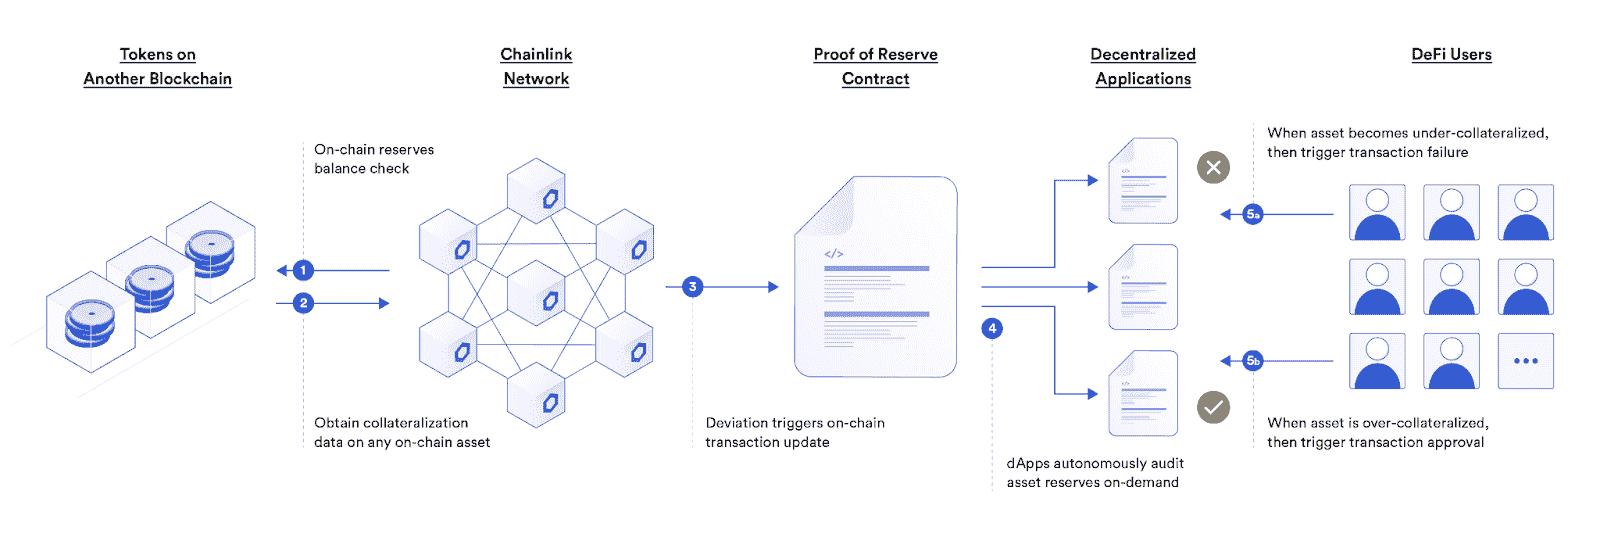 Tokens on
Another Blockchain
Chainlink
Network
Proof of Reserve
Contract
Decentralized
Applications
DeFi Users
On-chain reserves
balance check
1
2
Obtain collateralization
data on any on-chain asset
3
Deviation triggers on-chain
transaction update
</>
4
dApps autonomously audit
asset reserves on-demand
</>
</>
</>
When asset becomes under-collateralized,
then trigger transaction failure
5a
5b
When asset is over-collateralized,
then trigger transaction approval